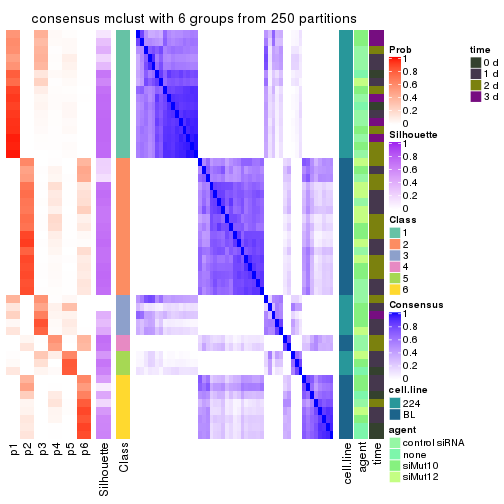 consensus mclust with 6 groups from 250 partitions
Prob
1
0.8
0.6
0.4
0.2
0
Silhouette
1
0.8
0.6
0.4
0.2
0
Class
1
2
3
4
5
6
Consensus
1
0.8
0.6
0.4
0.2
0
cell.line
224
BL
agent
control siRNA
none
siMut10
siMut12
time
0 d
1 d
2 d
3 d
p1
p2
p3
p4
p5
p6
Silhouette
Class
cell.line
agent
time